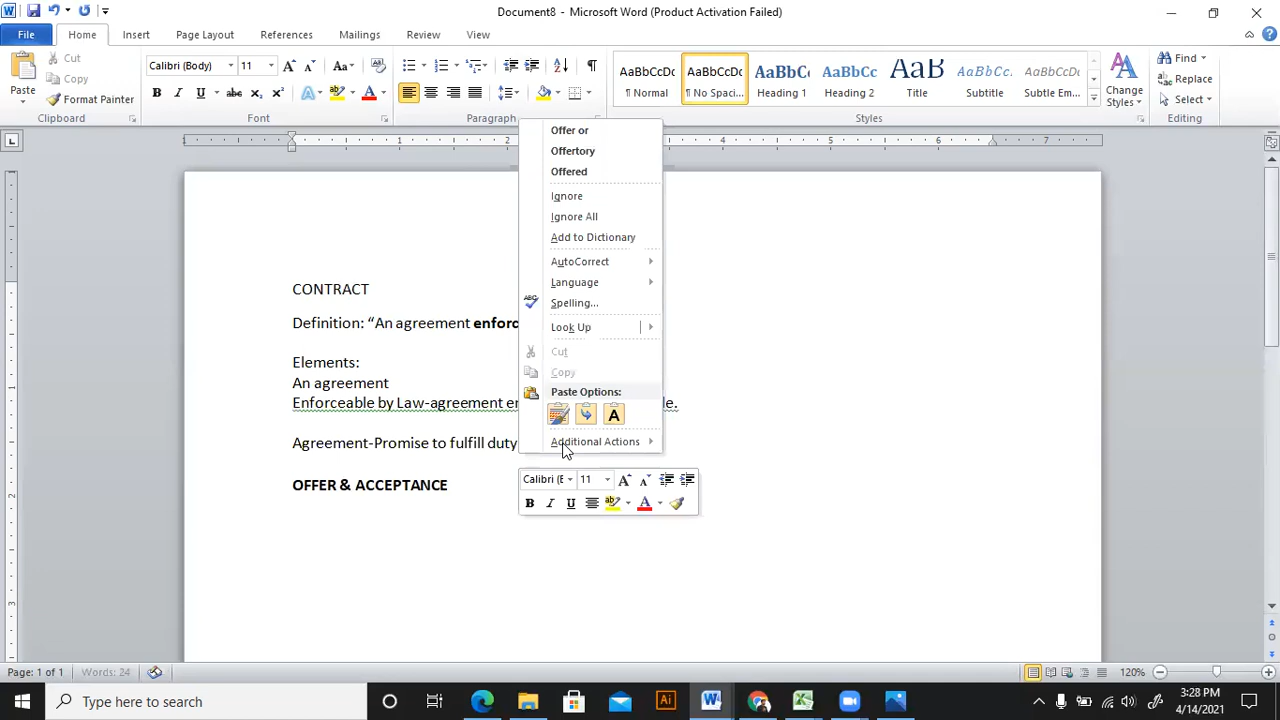 Document8 - Microsoft Word (Product Activation Failed)
File Home Insert Page Layout References Mailings Review View
Paste
Cut
Copy
Format Painter
Clipboard
Calibri (Body) 11
Font
Paragraph
AaBbCcDc AaBbCcDc AaBbC AaBbCc AaB AaBbCcL AaBbCcDc
¶ Normal ¶ No Spaci... Heading 1 Heading 2 Title Subtitle Subtle Em...
Change Styles
Styles
Find
Replace
Select
Editing
CONTRACT
Definition: “An agreement
Elements:
An agreement
Enforceable by Law-agreement
Agreement-Promise to fulfill duty
OFFER & ACCEPTANCE
Offer or
Offertory
Offered
Ignore
Ignore All
Add to Dictionary
AutoCorrect
Language
Spelling...
Look Up
Cut
Copy
Paste Options:
Additional Actions
Calibri (E 11
Page: 1 of 1 Words: 24 120%
Type here to search
3:28 PM
4/14/2021